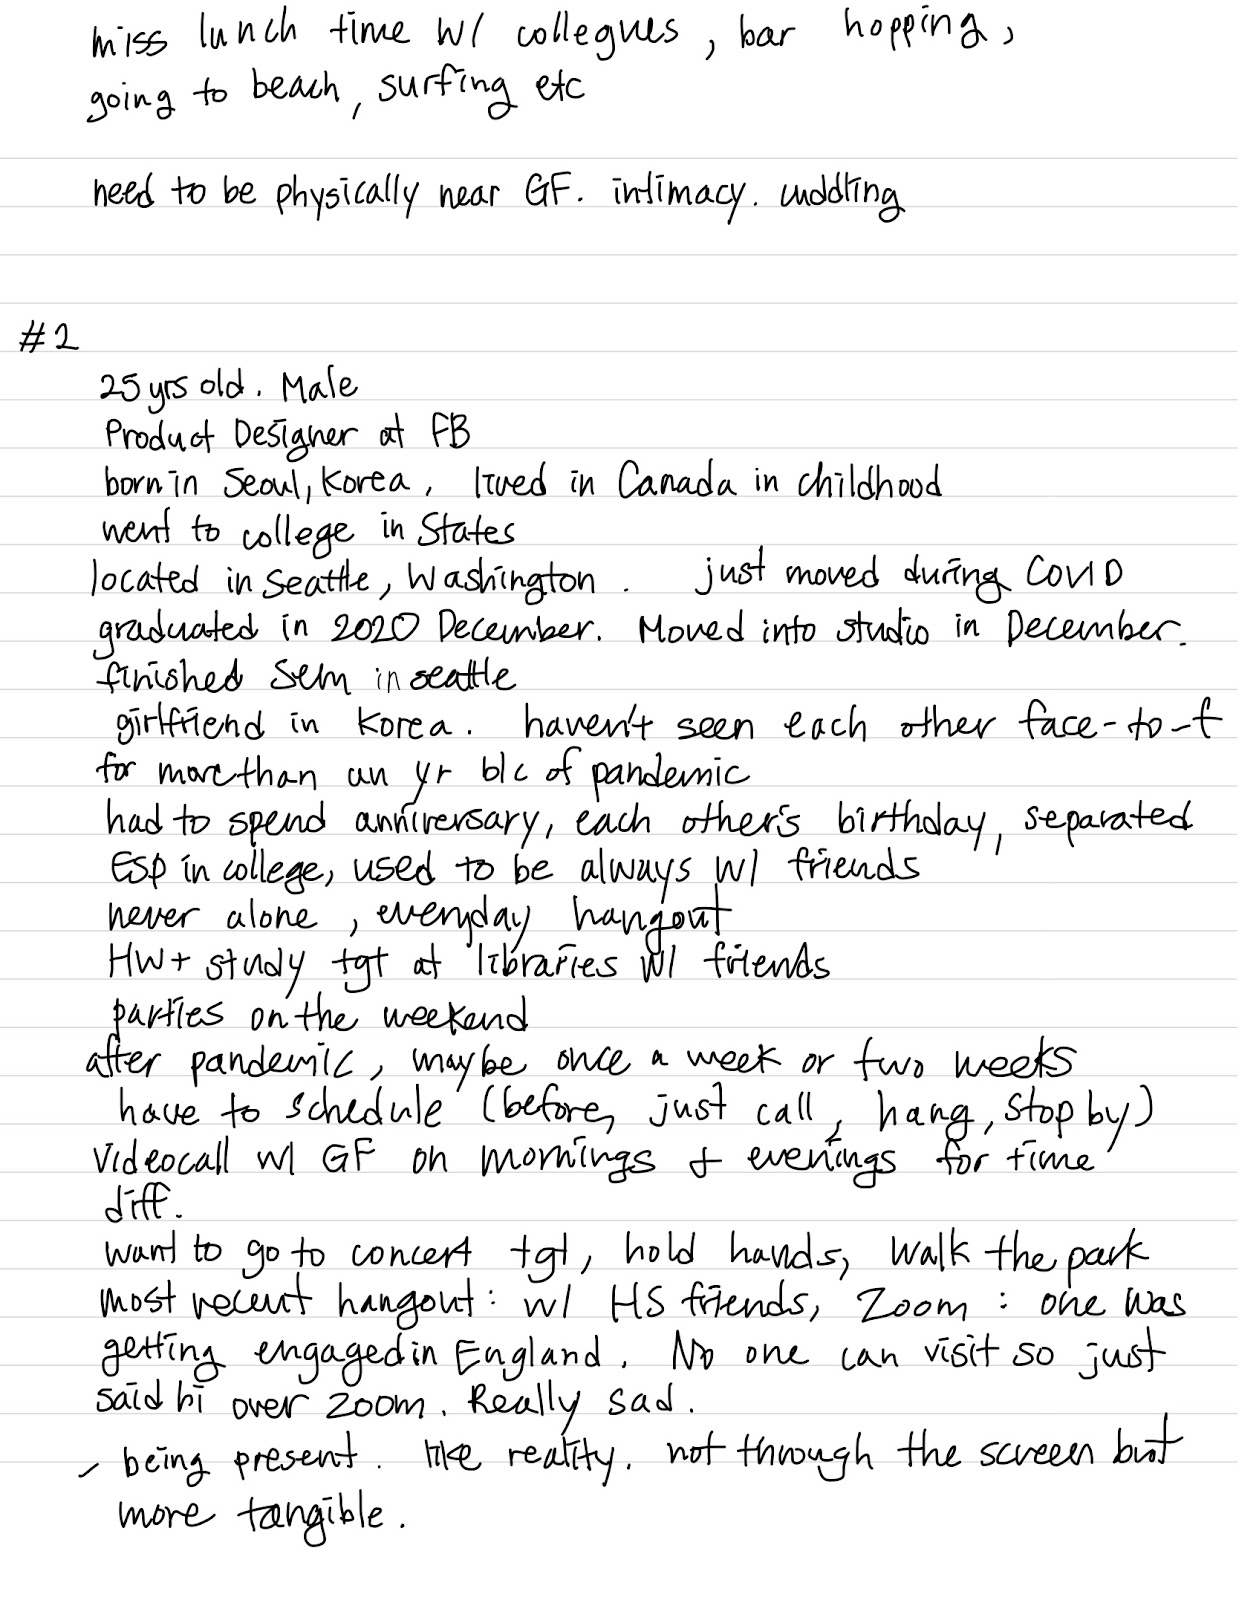 miss lunch time w/ collegues, bar hopping,
going to beach, surfing etc
need to be physically near GF. intimacy. cuddling
#2
25 yrs old. Male
Product Designer at FB
born in Seoul, Korea, lived in Canada in childhood
went to college in States
located in Seattle, Washington. just moved during COVID
graduated in 2020 December. Moved into studio in December.
finished Sem in seattle
girlfriend in Korea. haven't seen each other face-to-f
for more than an yr b/c of pandemic
had to spend anniversary, each other's birthday, separated
Esp in college, used to be always w/ friends
never alone, everyday hangout
HW + study tgt at libraries w/ friends
parties on the weekend
after pandemic, maybe once a week or two weeks
have to schedule (before, just call, hang, stop by)
Videocall w/ GF on mornings & evenings for time
diff.
want to go to concert tgt, hold hands, walk the park
most recent hangout: w/ HS friends, Zoom: one was
getting engaged in England. No one can visit so just
said hi over zoom. Really sad.
- being present. like reality. not through the screen but
more tangible.